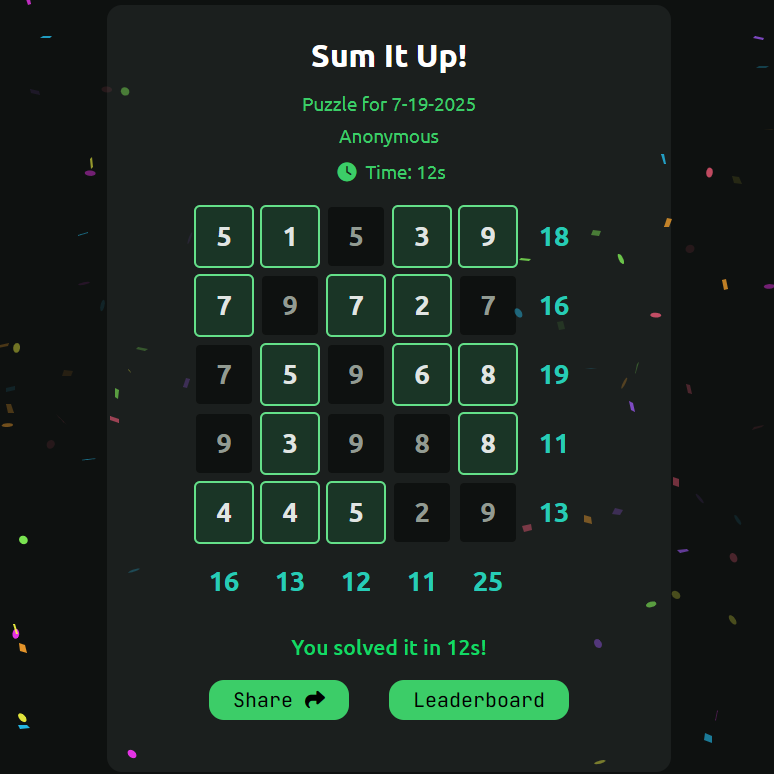 Sum It Up!
Puzzle for 7-19-2025
Anonymous
Time: 12s
5 1 5 3 9 18
7 9 7 2 7 16
7 5 9 6 8 19
9 3 9 8 8 11
4 4 5 2 9 13
16 13 12 11 25
You solved it in 12s!
Share Leaderboard